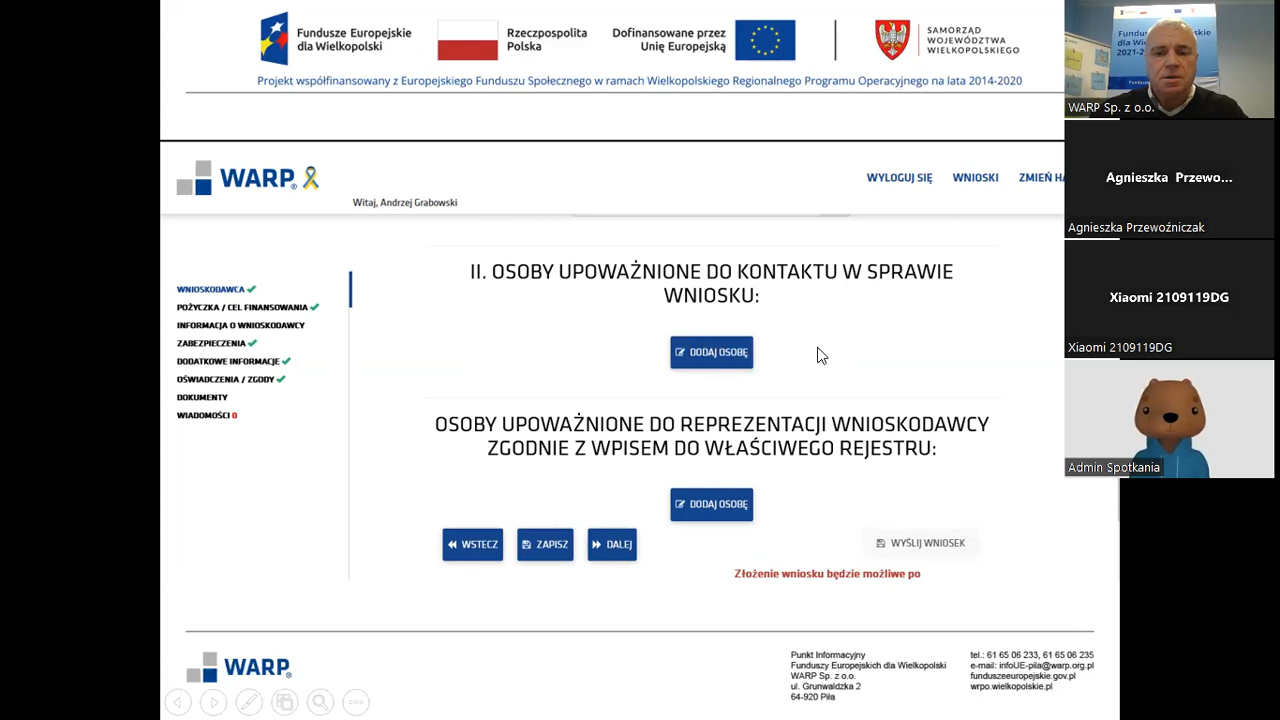 Fundusze Europejskie
dla Wielkopolski
Rzeczpospolita
Polska
Dofinansowane przez
Unię Europejską
SAMORZĄD
WOJEWÓDZTWA
WIELKOPOLSKIEGO
Projekt współfinansowany z Europejskiego Funduszu Społecznego w ramach Wielkopolskiego Regionalnego Programu Operacyjnego na lata 2014-2020
WARP
Witaj, Andrzej Grabowski
WYLOGUJ SIĘ
WNIOSKI
ZMIEŃ
WNIOSKODAWCA
POŻYCZKA / CEL FINANSOWANIA
INFORMACJA O WNIOSKODAWCY
ZABEZPIECZENIA
DODATKOWE INFORMACJE
OŚWIADCZENIA / ZGODY
DOKUMENTY
WIADOMOŚCI 0
II. OSOBY UPOWAŻNIONE DO KONTAKTU W SPRAWIE
WNIOSKU:
DODAJ OSOBĘ
OSOBY UPOWAŻNIONE DO REPREZENTACJI WNIOSKODAWCY
ZGODNIE Z WPISEM DO WŁAŚCIWEGO REJESTRU:
DODAJ OSOBĘ
WSTECZ
ZAPISZ
DALEJ
WYŚLIJ WNIOSEK
Złożenie wniosku będzie możliwe po
WARP
Punkt Informacyjny
Funduszy Europejskich dla Wielkopolski
WARP Sp. z o.o.
ul. Grunwaldzka 2
64-920 Piła
tel.: 61 65 06 233, 61 65 06 235
e-mail: infoUE-pila@warp.org.pl
funduszeeuropejskie.gov.pl
wrpo.wielkopolskie.pl
WARP Sp. z o.o.
Agnieszka Przewo...
Agnieszka Przewoźniczak
Xiaomi 2109119DG
Xiaomi 2109119DG
Admin Spotkania